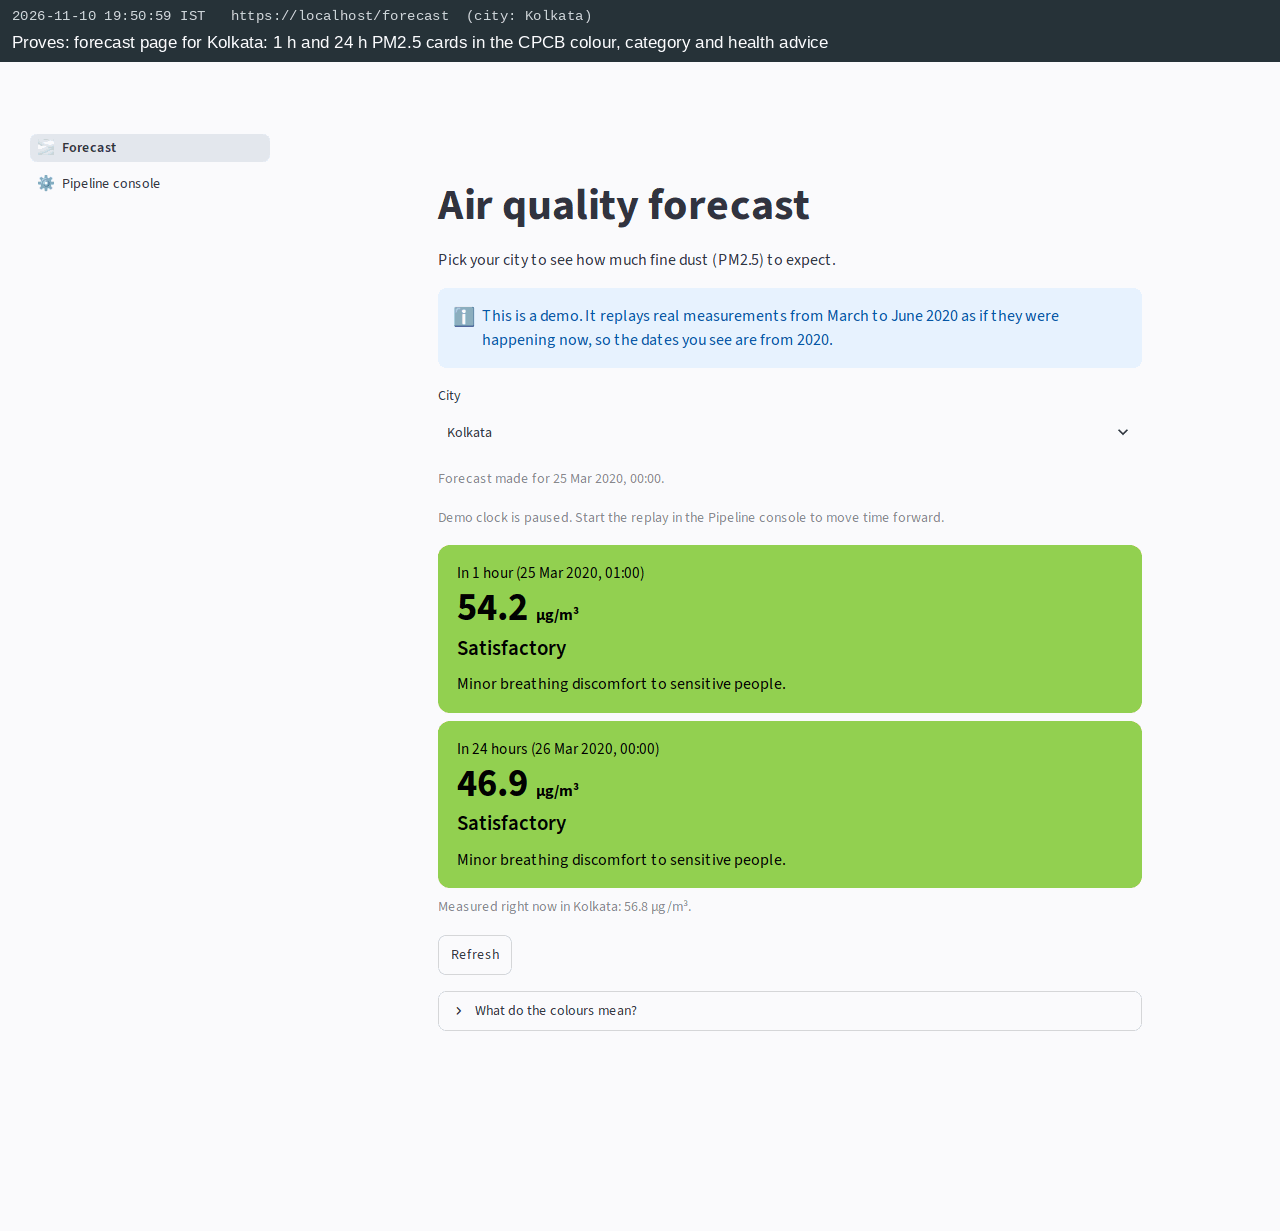 2026-11-10 19:50:59 IST   https://localhost/forecast  (city: Kolkata)
Proves: forecast page for Kolkata: 1 h and 24 h PM2.5 cards in the CPCB colour, category and health advice
Forecast
Pipeline console
Air quality forecast
Pick your city to see how much fine dust (PM2.5) to expect.
This is a demo. It replays real measurements from March to June 2020 as if they were
happening now, so the dates you see are from 2020.
City
Kolkata
Forecast made for 25 Mar 2020, 00:00.
Demo clock is paused. Start the replay in the Pipeline console to move time forward.
In 1 hour (25 Mar 2020, 01:00)
54.2 µg/m³
Satisfactory
Minor breathing discomfort to sensitive people.
In 24 hours (26 Mar 2020, 00:00)
46.9 µg/m³
Satisfactory
Minor breathing discomfort to sensitive people.
Measured right now in Kolkata: 56.8 µg/m³.
Refresh
What do the colours mean?